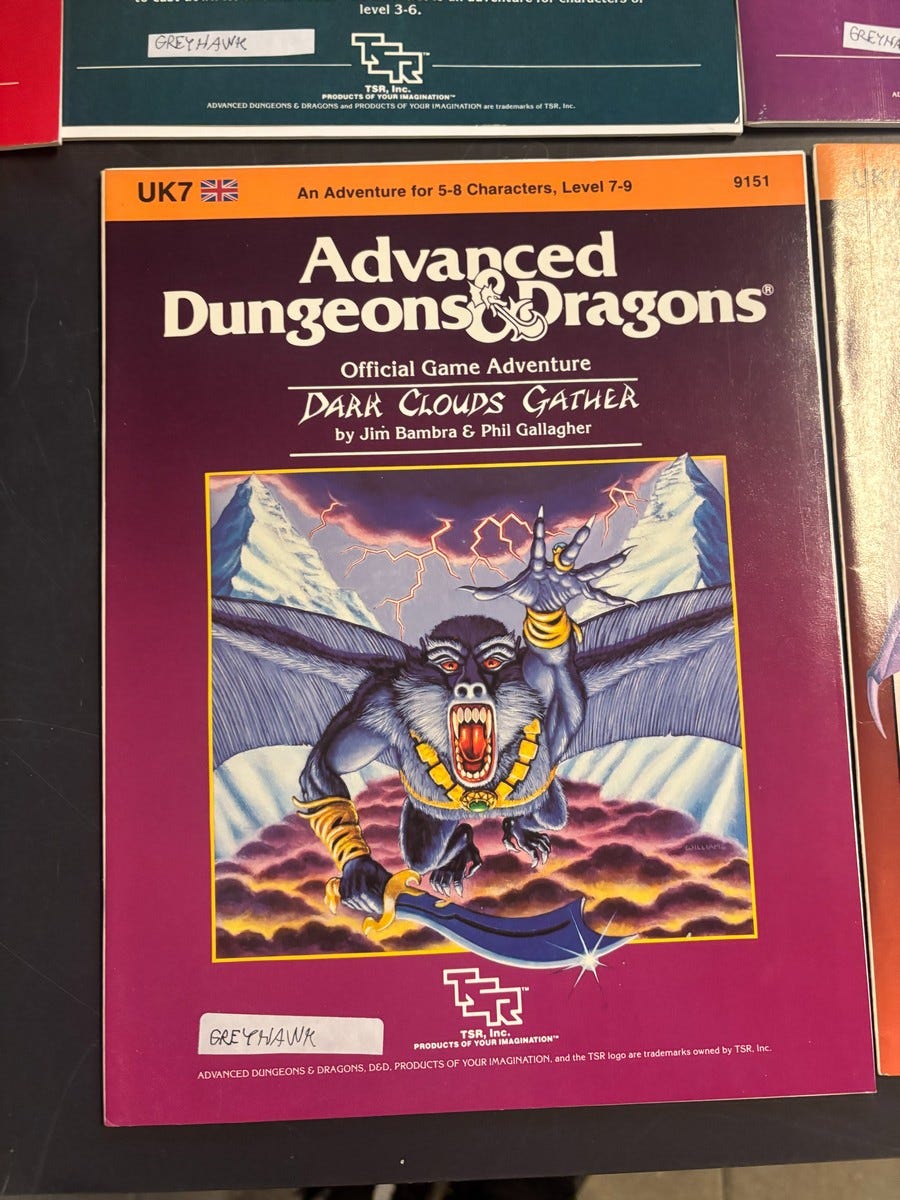 level 3-6.
GREYHAWK
TSR™
TSR, Inc.
PRODUCTS OF YOUR IMAGINATION™
ADVANCED DUNGEONS & DRAGONS and PRODUCTS OF YOUR IMAGINATION are trademarks of TSR, Inc.
UK7
An Adventure for 5-8 Characters, Level 7-9
9151
Advanced
Dungeons & Dragons®
Official Game Adventure
DARK CLOUDS GATHER
by Jim Bambra & Phil Gallagher
WILLIAMS
TSR™
TSR, Inc.
PRODUCTS OF YOUR IMAGINATION™
GREYHAWK
ADVANCED DUNGEONS & DRAGONS, D&D, PRODUCTS OF YOUR IMAGINATION, and the TSR logo are trademarks owned by TSR, Inc.